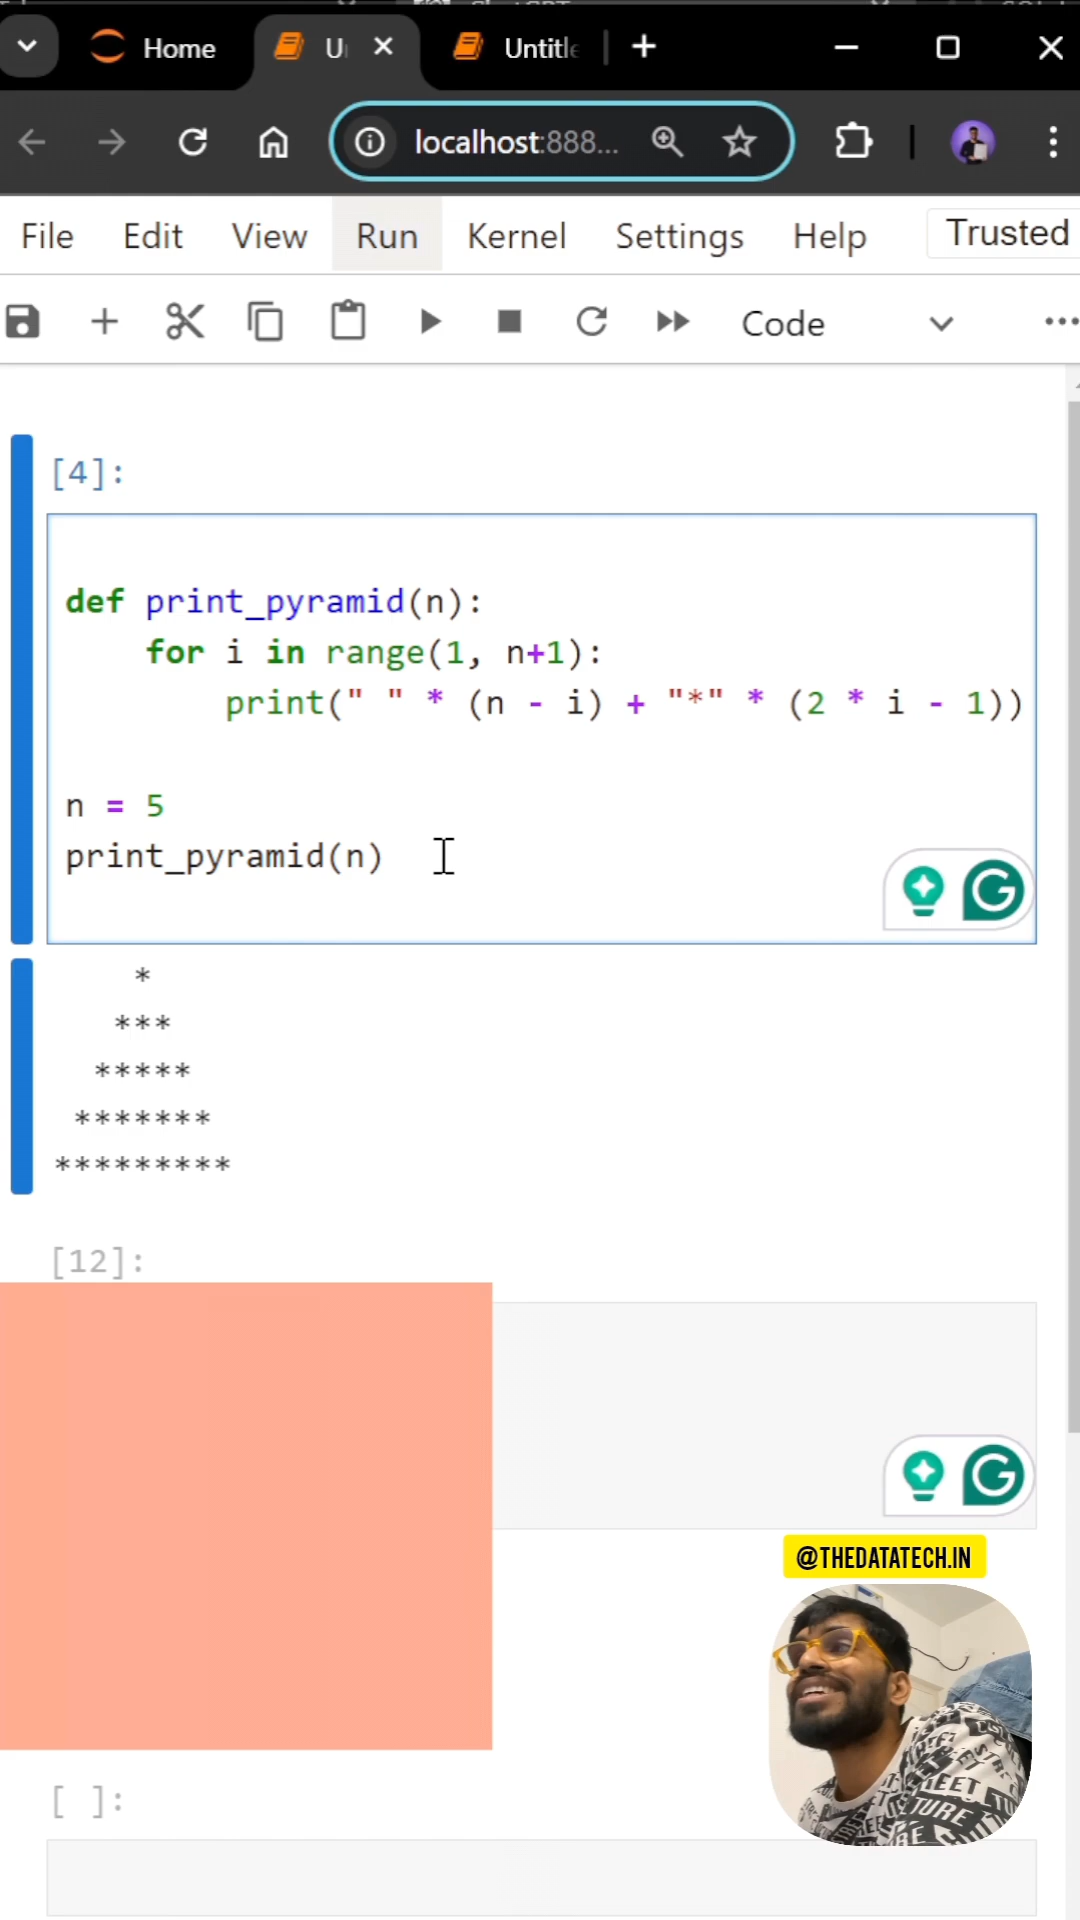 Home
U
Untitle
localhost:888...
File Edit View Run Kernel Settings Help Trusted
Code
[4]:
def print_pyramid(n):
    for i in range(1, n+1):
        print(" " * (n - i) + "*" * (2 * i - 1))
n = 5
print_pyramid(n)
    *
   ***
  *****
 *******
*********
[12]:
@THEDATATECH.IN
[ ]: